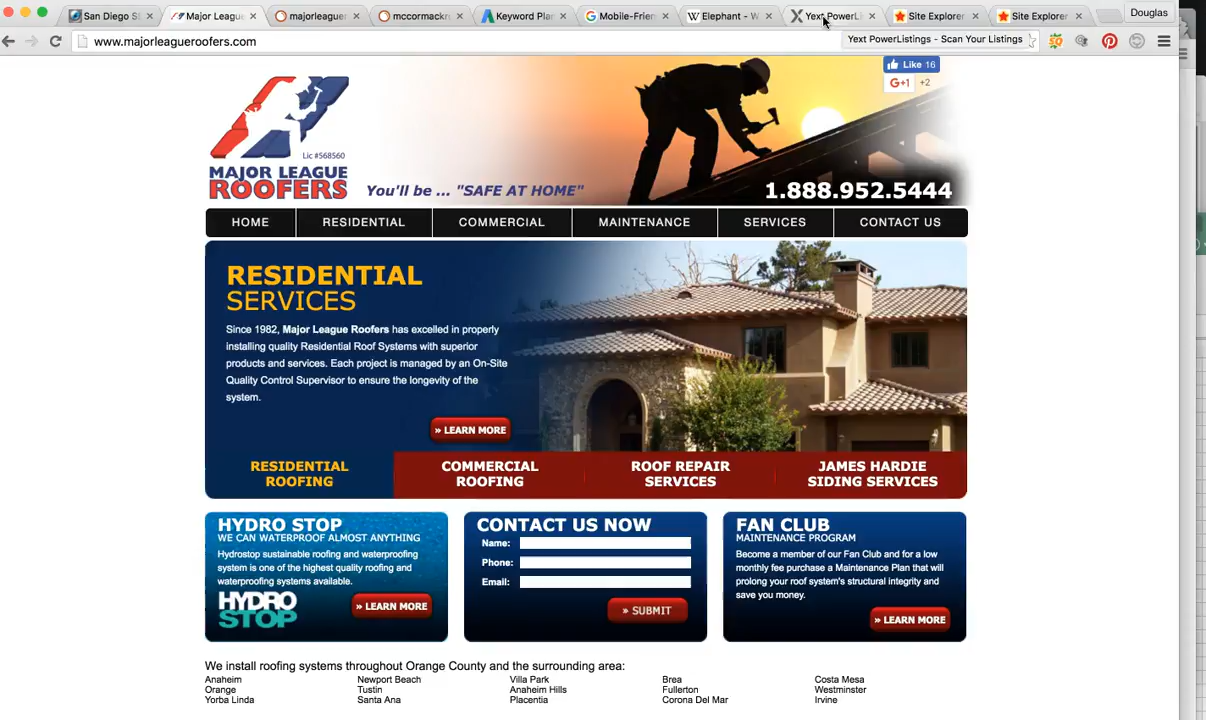 San Diego S
Major Leagu
majorleaguer
mccormackr
Keyword Plan
Mobile-Frien
Elephant - W
Yext PowerLi
Site Explorer
Site Explorer
Douglas
www.majorleagueroofers.com
Yext PowerListings - Scan Your Listings
Like 16
G+1 +2
Lic #568560
MAJOR LEAGUE
ROOFERS
You'll be ... "SAFE AT HOME"
1.888.952.5444
HOME
RESIDENTIAL
COMMERCIAL
MAINTENANCE
SERVICES
CONTACT US
RESIDENTIAL
SERVICES
Since 1982, Major League Roofers has excelled in properly
installing quality Residential Roof Systems with superior
products and services. Each project is managed by an On-Site
Quality Control Supervisor to ensure the longevity of the
system.
» LEARN MORE
RESIDENTIAL
ROOFING
COMMERCIAL
ROOFING
ROOF REPAIR
SERVICES
JAMES HARDIE
SIDING SERVICES
HYDRO STOP
WE CAN WATERPROOF ALMOST ANYTHING
Hydrostop sustainable roofing and waterproofing
system is one of the highest quality roofing and
waterproofing systems available.
HYDRO
STOP
» LEARN MORE
CONTACT US NOW
Name:
Phone:
Email:
» SUBMIT
FAN CLUB
MAINTENANCE PROGRAM
Become a member of our Fan Club and for a low
monthly fee purchase a Maintenance Plan that will
prolong your roof system's structural integrity and
save you money.
» LEARN MORE
We install roofing systems throughout Orange County and the surrounding area:
Anaheim
Orange
Yorba Linda
Newport Beach
Tustin
Santa Ana
Villa Park
Anaheim Hills
Placentia
Brea
Fullerton
Corona Del Mar
Costa Mesa
Westminster
Irvine